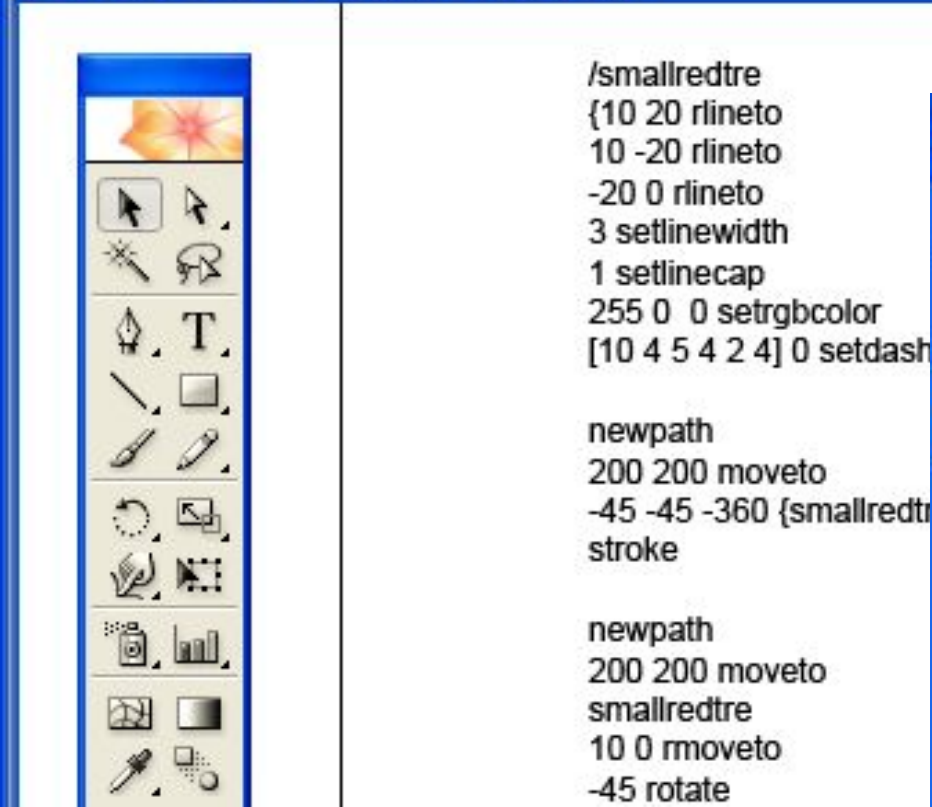 /smallredtre
{10 20 rlineto
10 -20 rlineto
-20 0 rlineto
3 setlinewidth
1 setlinecap
255 0  0 setrgbcolor
[10 4 5 4 2 4] 0 setdash

newpath
200 200 moveto
-45 -45 -360 {smallredtr
stroke

newpath
200 200 moveto
smallredtre
10 0 rmoveto
-45 rotate